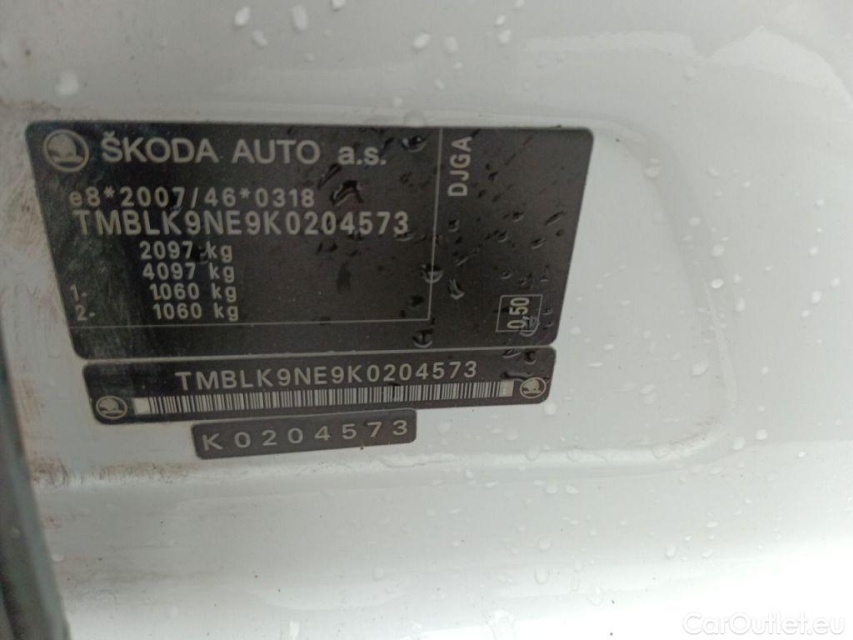 ŠKODA AUTO a.s.
DJGA
e8*2007/46*0318
TMBLK9NE9K0204573
2097 kg
4097 kg
1- 1060 kg
2- 1060 kg
0,50
TMBLK9NE9K0204573
K0204573
CarOutlet.eu